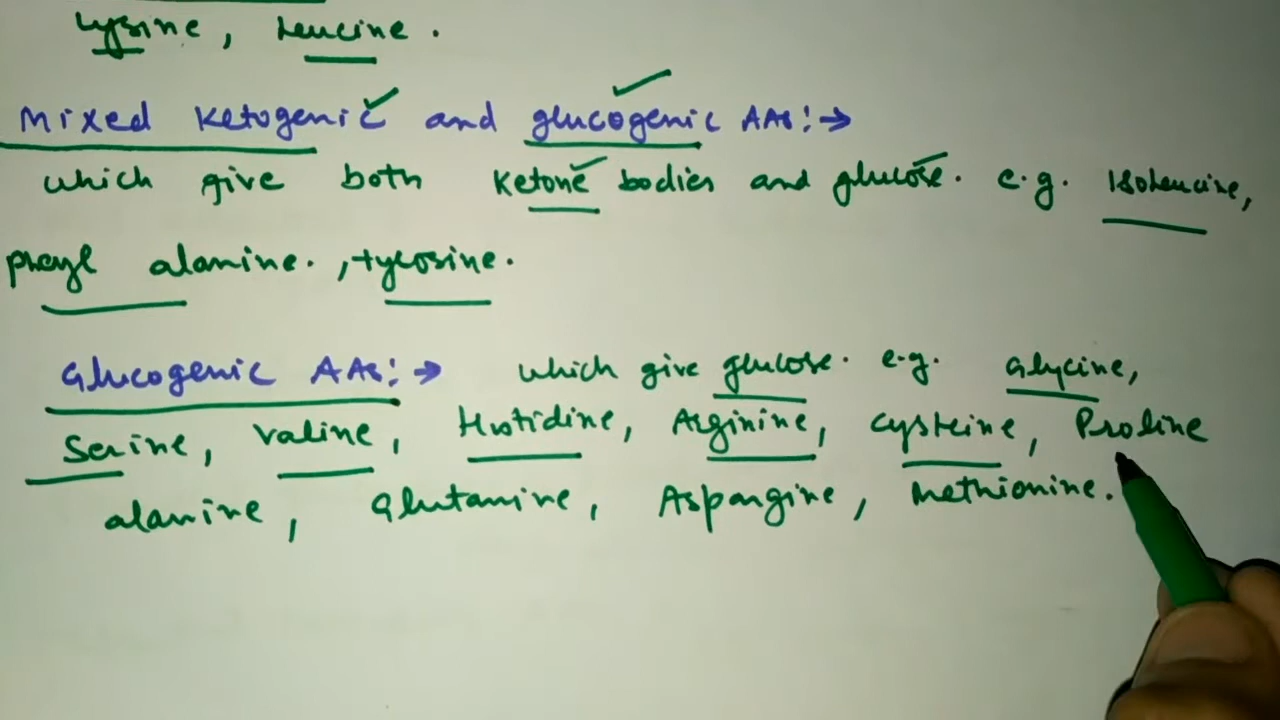 Lysine, Leucine.
Mixed Ketogenic and glucogenic AAs:→
which give both Ketone bodies and glucose. e.g. Isoleucine,
phenyl alanine., tyrosine.
Glucogenic AAs:→ which give glucose. e.g. Glycine,
Serine, valine, Histidine, Arginine, cysteine, Proline
alanine, Glutamine, Aspargine, Methionine.